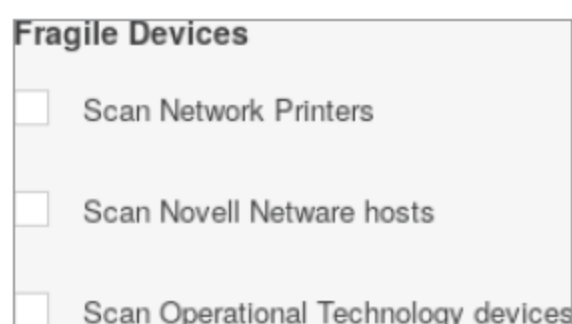 Fragile Devices
Scan Network Printers
Scan Novell Netware hosts
Scan Operational Technology devices